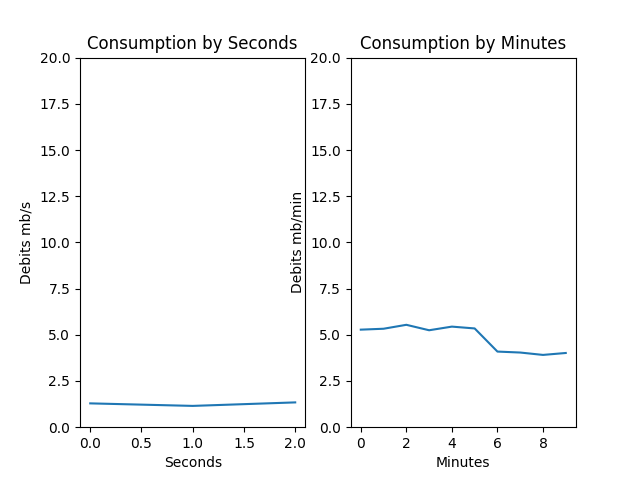 Consumption by Seconds
20.0
17.5
15.0
12.5
10.0
7.5
5.0
2.5
0.0
Debits mb/s
0.0 0.5 1.0 1.5 2.0
Seconds
Consumption by Minutes
20.0
17.5
15.0
12.5
10.0
7.5
5.0
2.5
0.0
Debits mb/min
0 2 4 6 8
Minutes